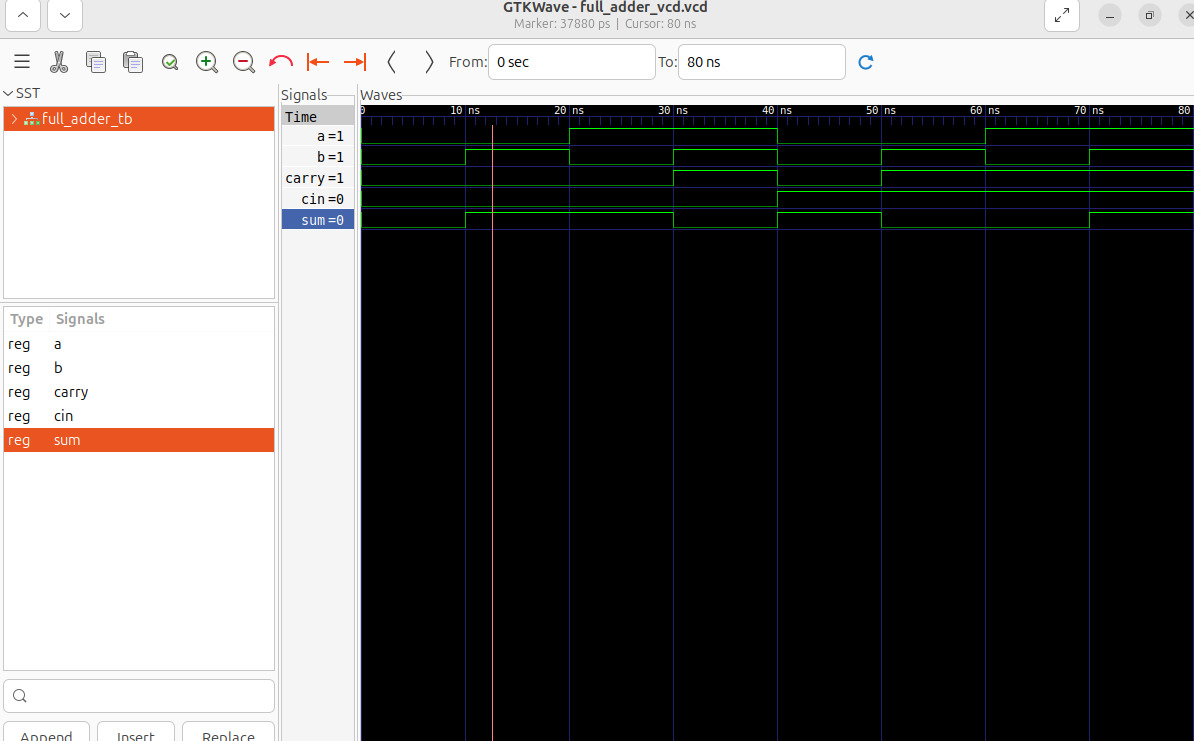 GTKWave - full_adder_vcd.vcd
Marker: 37880 ps | Cursor: 80 ns
From: 0 sec To: 80 ns
SST
full_adder_tb
Type Signals
reg a
reg b
reg carry
reg cin
reg sum
Append Insert Replace
Signals
Time
a=1
b=1
carry=1
cin=0
sum=0
Waves
0 10 ns 20 ns 30 ns 40 ns 50 ns 60 ns 70 ns 80